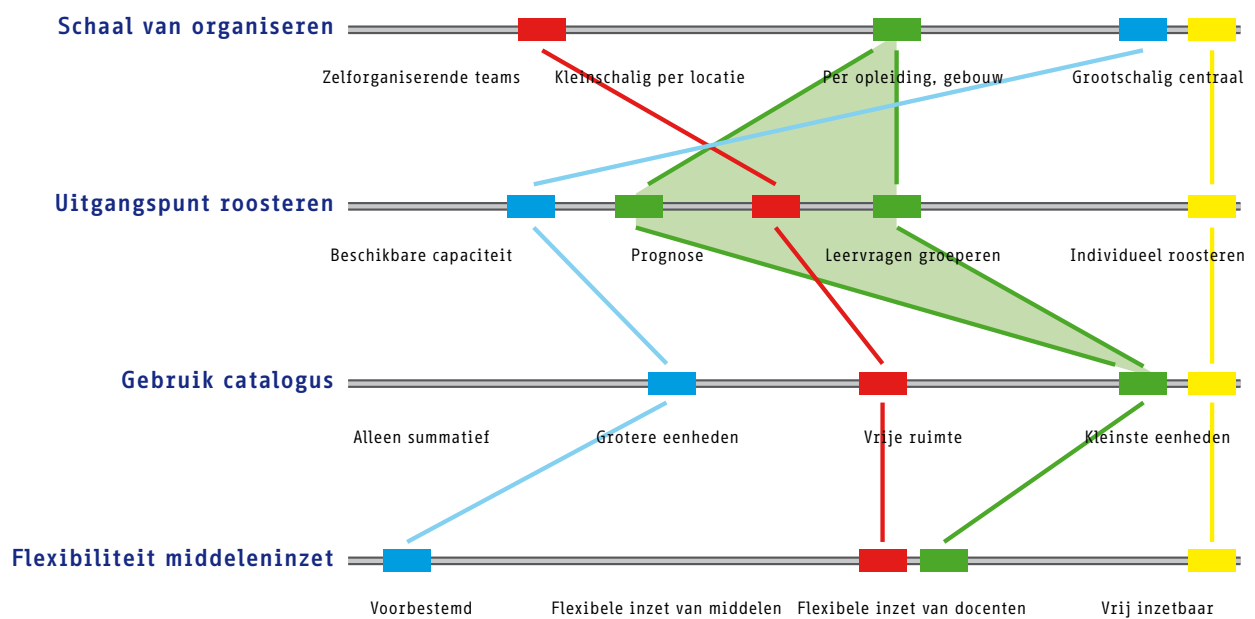 Schaal van organiseren
Zelforganiserende teams Kleinschalig per locatie Per opleiding, gebouw Grootschalig centraal
Uitgangspunt roosteren
Beschikbare capaciteit Prognose Leervragen groeperen Individueel roosteren
Gebruik catalogus
Alleen summatief Grotere eenheden Vrije ruimte Kleinste eenheden
Flexibiliteit middeleninzet
Voorbestemd Flexibele inzet van middelen Flexibele inzet van docenten Vrij inzetbaar